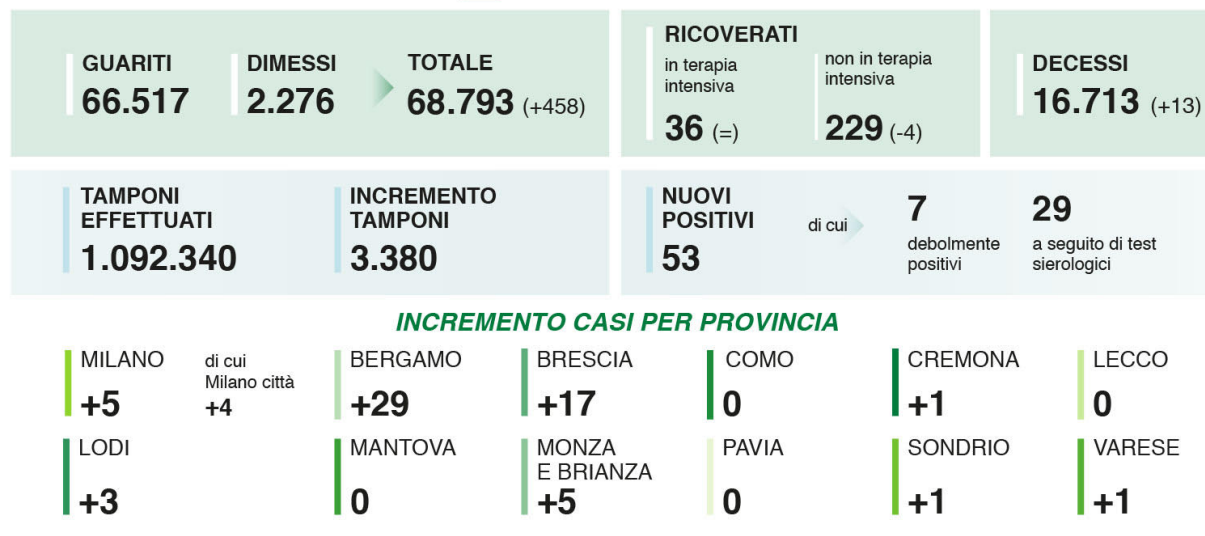 GUARITI
66.517
DIMESSI
2.276
TOTALE
68.793 (+458)
RICOVERATI
in terapia
intensiva
36 (=)
non in terapia
intensiva
229 (-4)
DECESSI
16.713 (+13)
TAMPONI
EFFETTUATI
1.092.340
INCREMENTO
TAMPONI
3.380
NUOVI
POSITIVI
53
di cui
7
debolmente
positivi
29
a seguito di test
sierologici
INCREMENTO CASI PER PROVINCIA
MILANO
+5
di cui
Milano città
+4
BERGAMO
+29
BRESCIA
+17
COMO
0
CREMONA
+1
LECCO
0
LODI
+3
MANTOVA
0
MONZA
E BRIANZA
+5
PAVIA
0
SONDRIO
+1
VARESE
+1